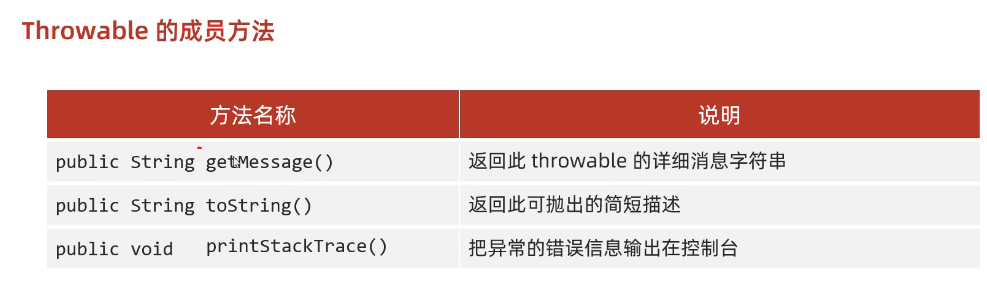 Throwable 的成员方法
方法名称 说明
public String getMessage() 返回此 throwable 的详细消息字符串
public String toString() 返回此可抛出的简短描述
public void printStackTrace() 把异常的错误信息输出在控制台